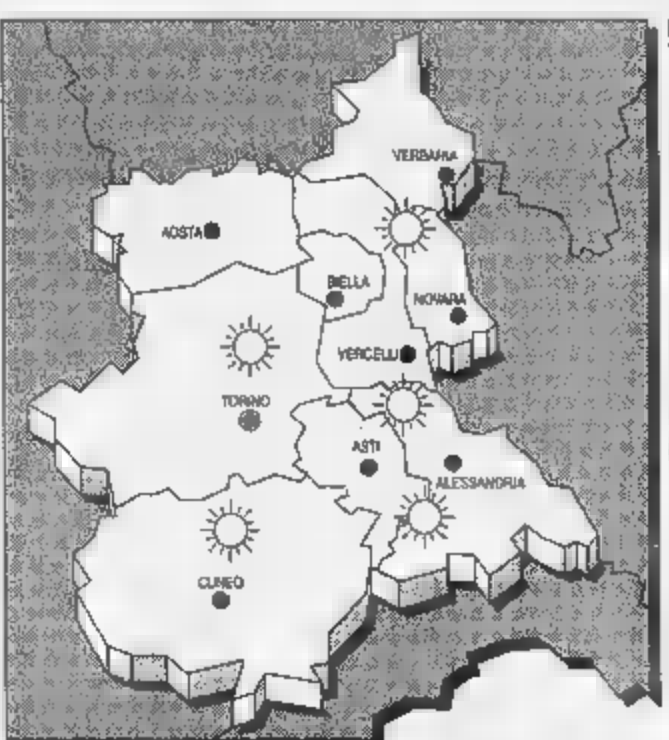 VERBANIA
AOSTA
BIELLA
NOVARA
VERCELLI
TORINO
ASTI
ALESSANDRIA
CUNEO